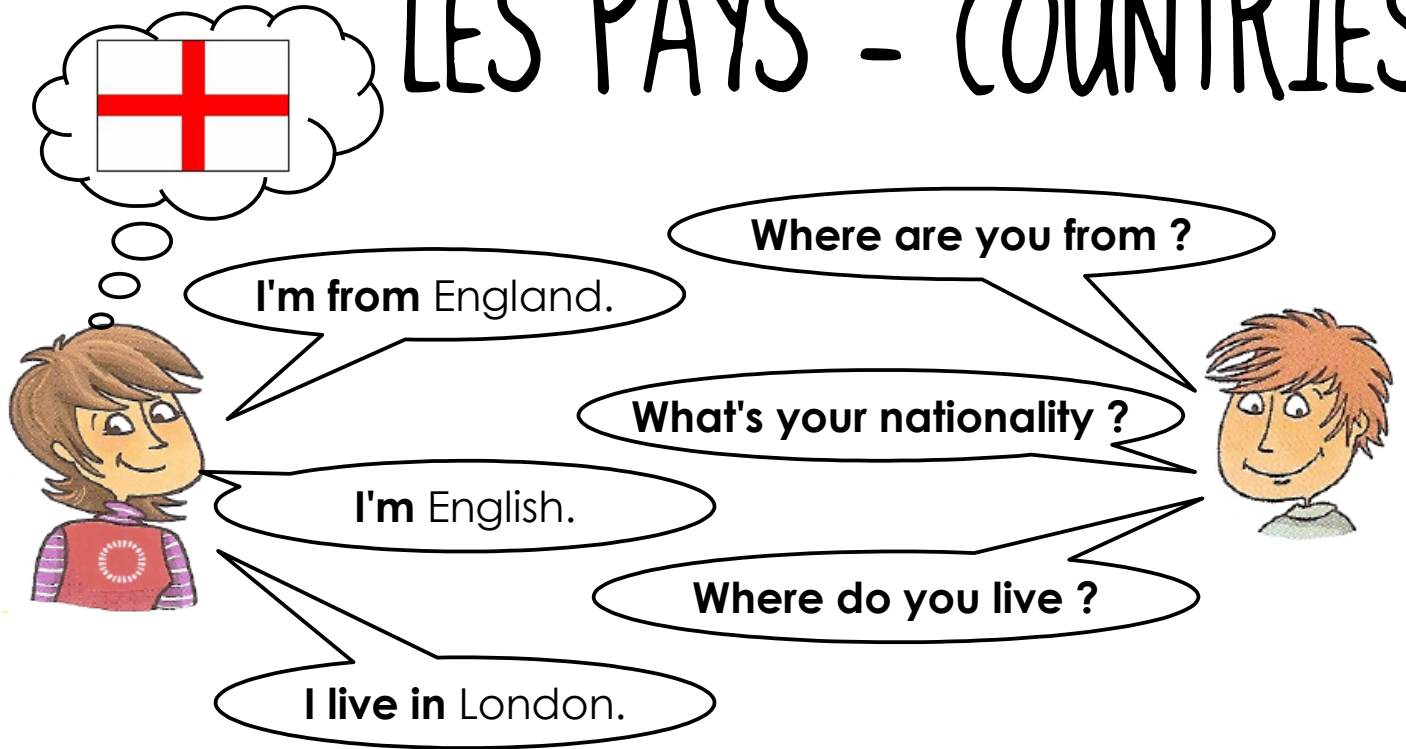 LES PAYS - COUNTRIES
Where are you from ?
I'm from England.
What's your nationality ?
I'm English.
Where do you live ?
I live in London.